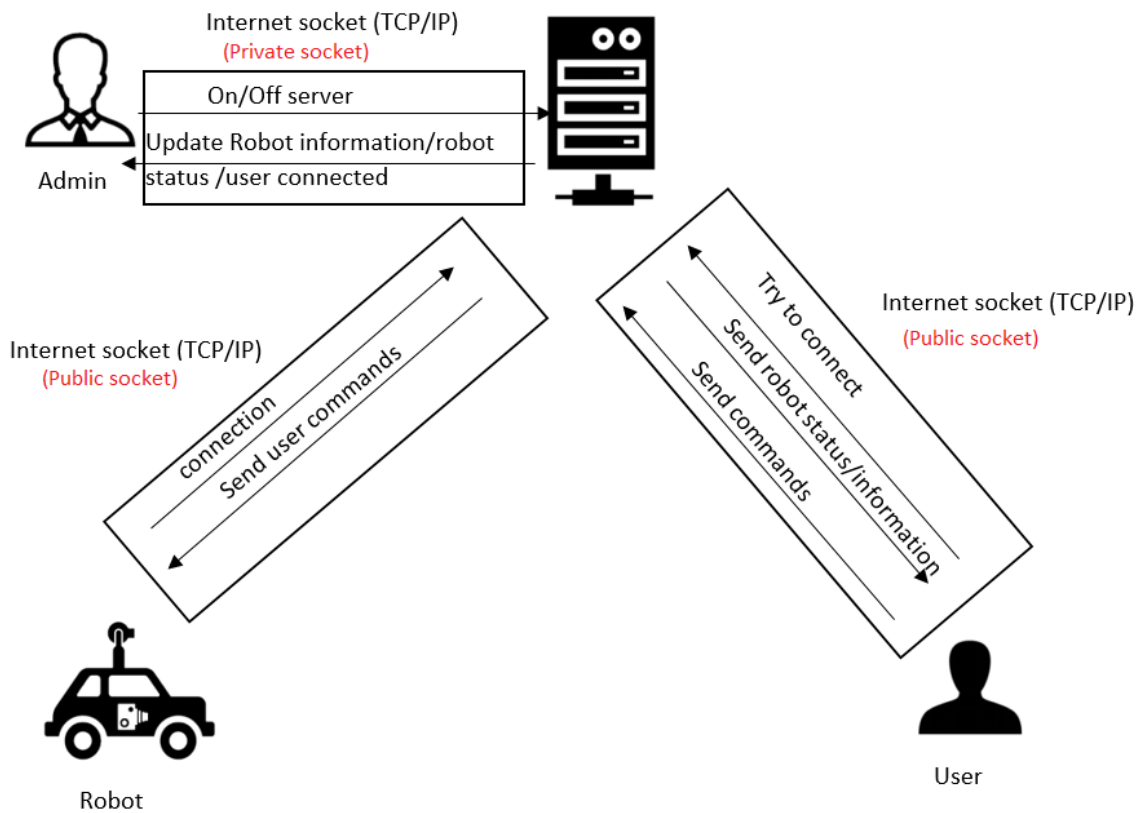 Internet socket (TCP/IP)
(Private socket)
On/Off server
Update Robot information/robot
status /user connected
Admin
Internet socket (TCP/IP)
(Public socket)
connection
Send user commands
Try to connect
Send robot status/information
Send commands
Internet socket (TCP/IP)
(Public socket)
Robot
User